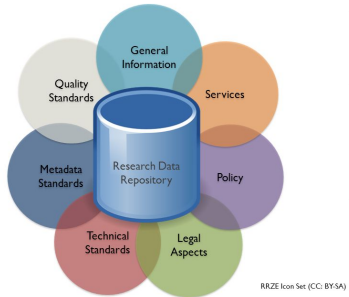 General
Information
Quality
Standards
Services
Research Data
Repository
Metadata
Standards
Policy
Technical
Standards
Legal
Aspects
RRZE Icon Set (CC: BY-SA)